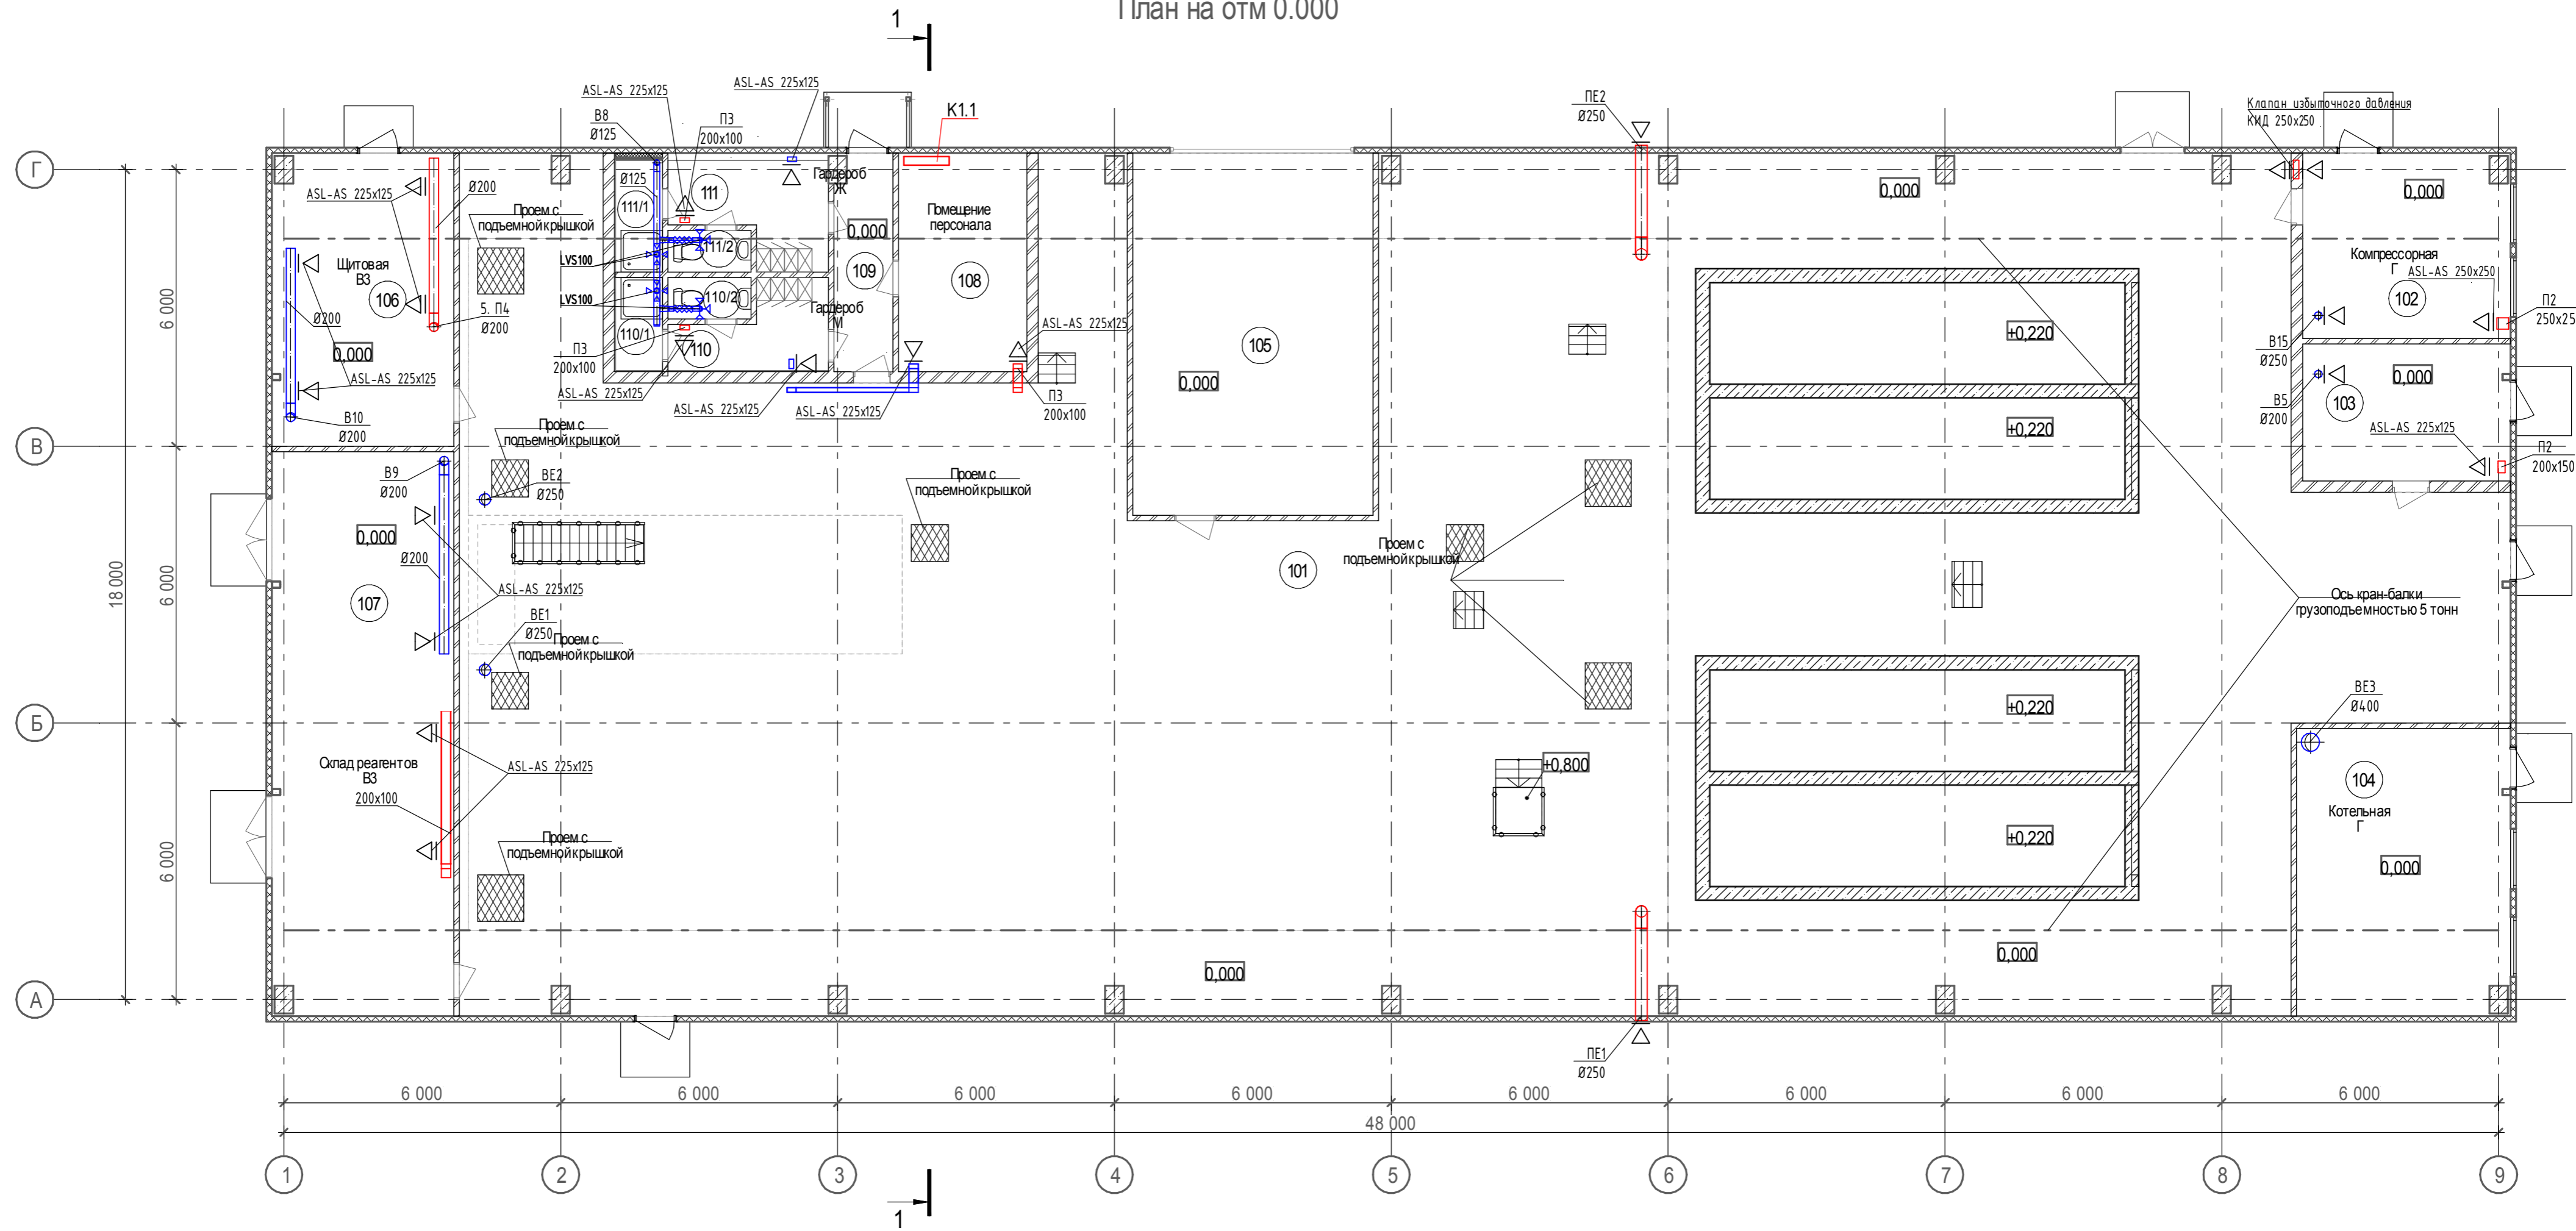 План на отм 0.000
1
ASL-AS 225x125
ASL-AS 225x125
В8
Ø125
П3
200x100
К1.1
ПЕ2
Ø250
Клапан избыточного давления
КИД 250x250
Г
ASL-AS 225x125
Ø200
Проем с
подъемной крышкой
Ø125
111
111/1
Гардероб
Ж
0,000
Помещение
персонала
0,000
0,000
Щитовая
В3
106
Ø200
5. П4
Ø200
0,000
ASL-AS 225x125
В10
Ø200
LVS100
LVS100
11/2
110/2
110/1
110
109
108
Гардероб
М
П3
200x100
ASL-AS 225x125
ASL-AS 225x125
ASL-AS 225x125
ASL-AS 225x125
П3
200x100
105
0,000
+0,220
+0,220
Компрессорная
Г
ASL-AS 250x250
102
П2
250x25
В15
Ø250
0,000
103
В5
Ø200
ASL-AS 225x125
П2
200x150
В
Проем с
подъемной крышкой
В9
Ø200
ВЕ2
Ø250
Проем с
подъемной крышкой
0,000
Ø200
107
ASL-AS 225x125
Проем с
подъемной крышкой
101
ВЕ1
Ø250
Проем с
подъемной крышкой
Ось кран-балки
грузоподъемностью 5 тонн
Б
+0,220
ВЕ3
Ø400
Склад реагентов
В3
200x100
ASL-AS 225x125
+0,800
104
Котельная
Г
Проем с
подъемной крышкой
+0,220
0,000
0,000
0,000
А
ПЕ1
Ø250
18 000
6 000
6 000
6 000
6 000
6 000
6 000
6 000
6 000
6 000
6 000
6 000
48 000
1
2
3
4
5
6
7
8
9
1